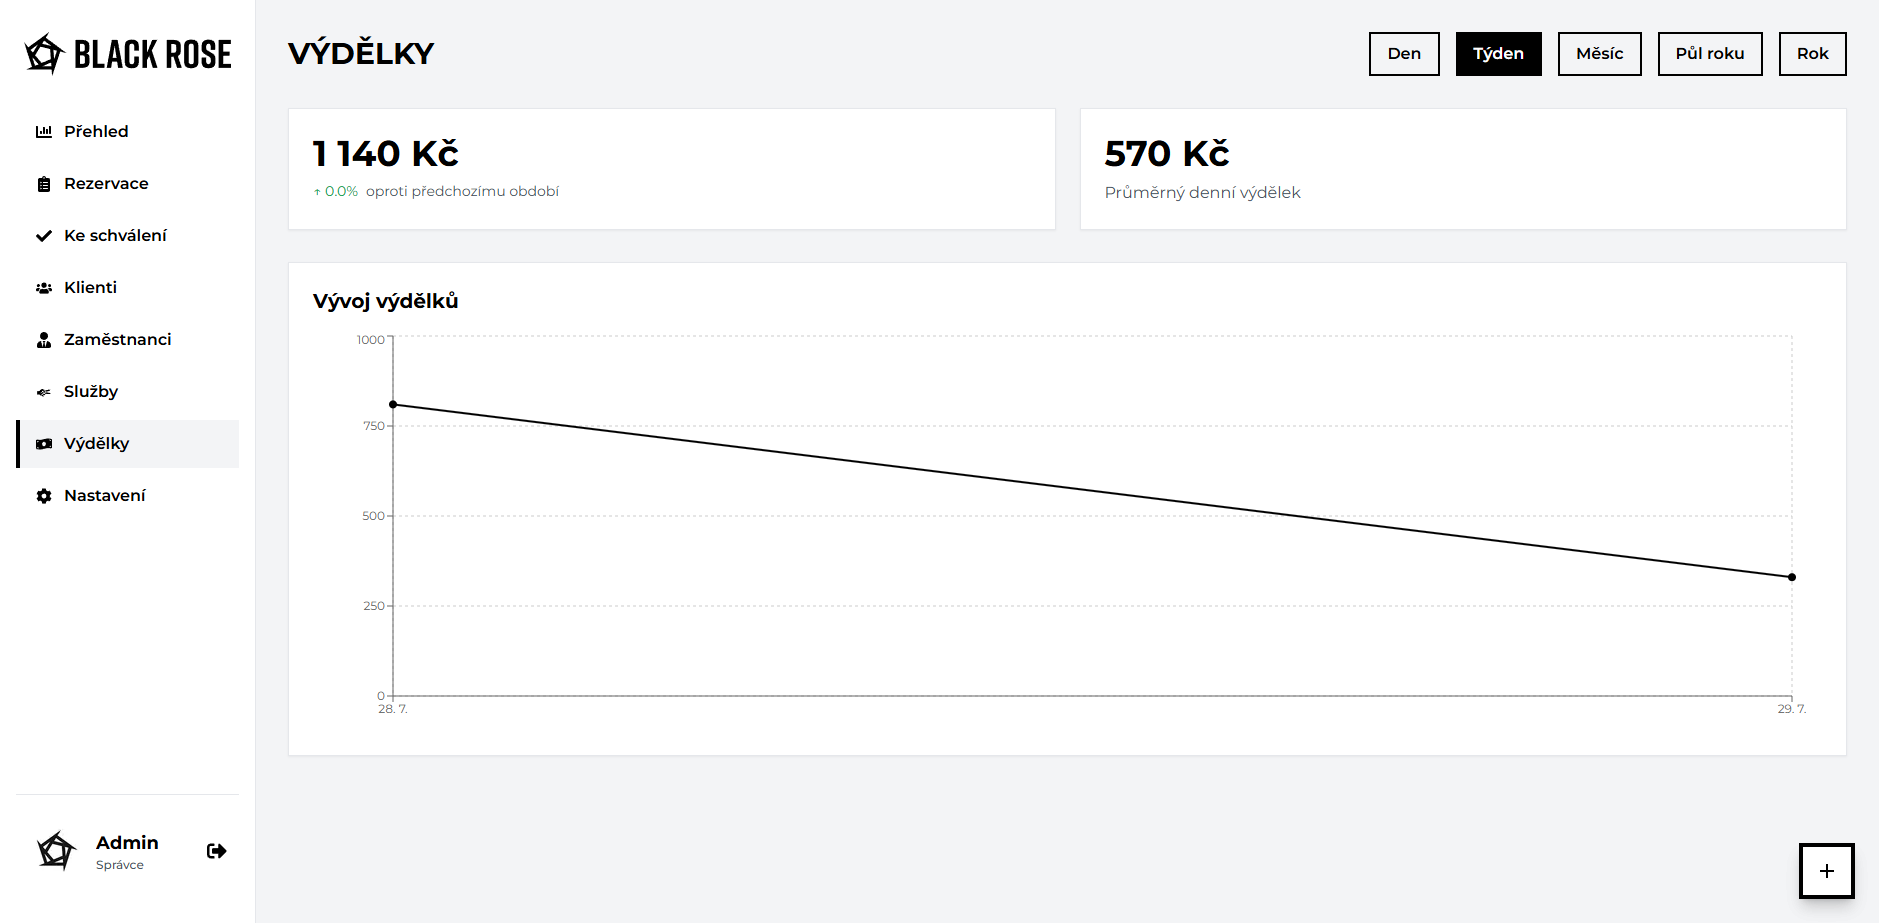 BLACK ROSE
Přehled
Rezervace
Ke schválení
Klienti
Zaměstnanci
Služby
Výdělky
Nastavení
Admin
Správce
VÝDĚLKY
Den
Týden
Měsíc
Půl roku
Rok
1 140 Kč
↑ 0.0% oproti předchozímu období
570 Kč
Průměrný denní výdělek
Vývoj výdělků
1000
750
500
250
0
28. 7.
29. 7.
+